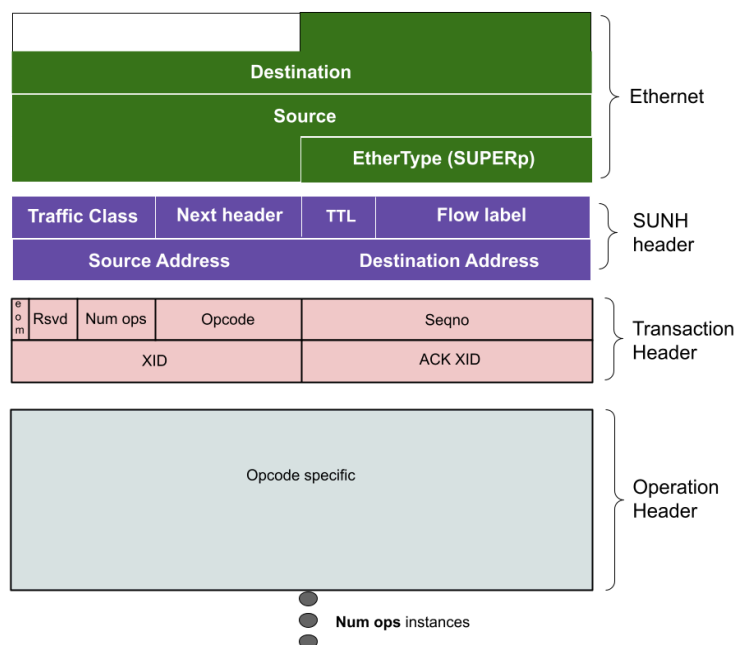 Destination
Source
EtherType (SUPERp)
Ethernet
Traffic Class Next header TTL Flow label
Source Address Destination Address
SUNH
header
e
o
m
Rsvd Num ops Opcode Seqno
XID ACK XID
Transaction
Header
Opcode specific
Operation
Header
Num ops instances